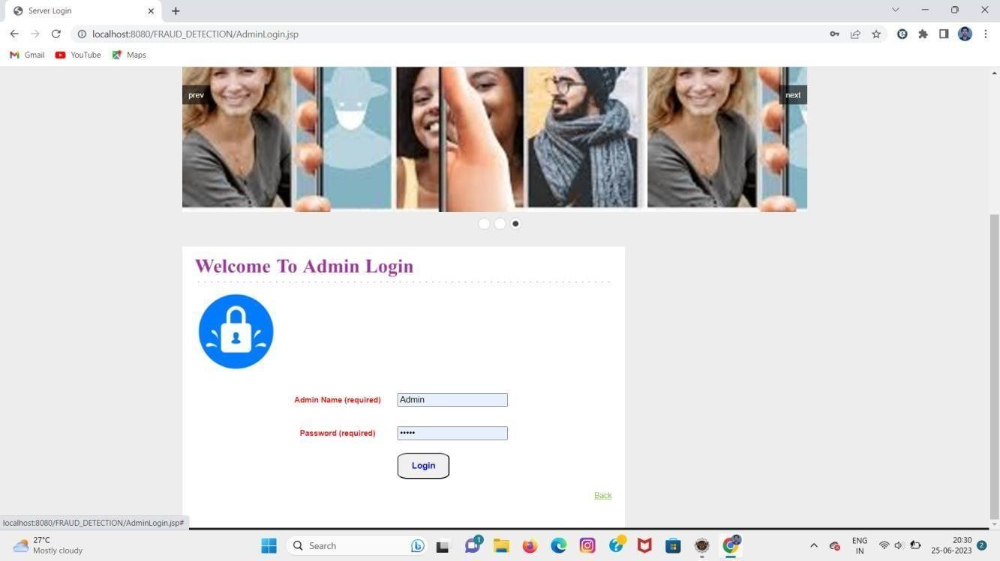 Server Login
localhost:8080/FRAUD_DETECTION/AdminLogin.jsp
Gmail YouTube Maps
prev next
Welcome To Admin Login
Admin Name (required) Admin
Password (required) •••••
Login
Back
localhost:8080/FRAUD_DETECTION/AdminLogin.jsp#
27°C
Mostly cloudy
Search
1
ENG
IN
20:30
25-06-2023
2